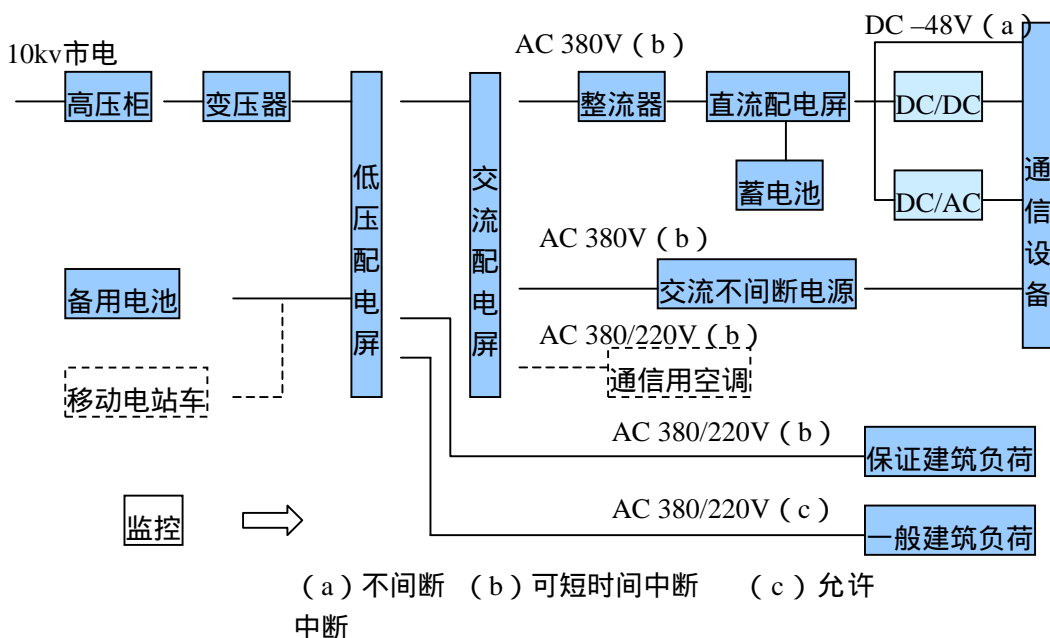 DC –48V（a）
AC 380V（b）
10kv市电
高压柜
变压器
整流器
直流配电屏
DC/DC
低压配电屏
交流配电屏
通信设备
蓄电池
DC/AC
AC 380V（b）
备用电池
交流不间断电源
AC 380/220V（b）
移动电站车
通信用空调
AC 380/220V（b）
保证建筑负荷
监控
AC 380/220V（c）
一般建筑负荷
（a）不间断 （b）可短时间中断 （c）允许
中断